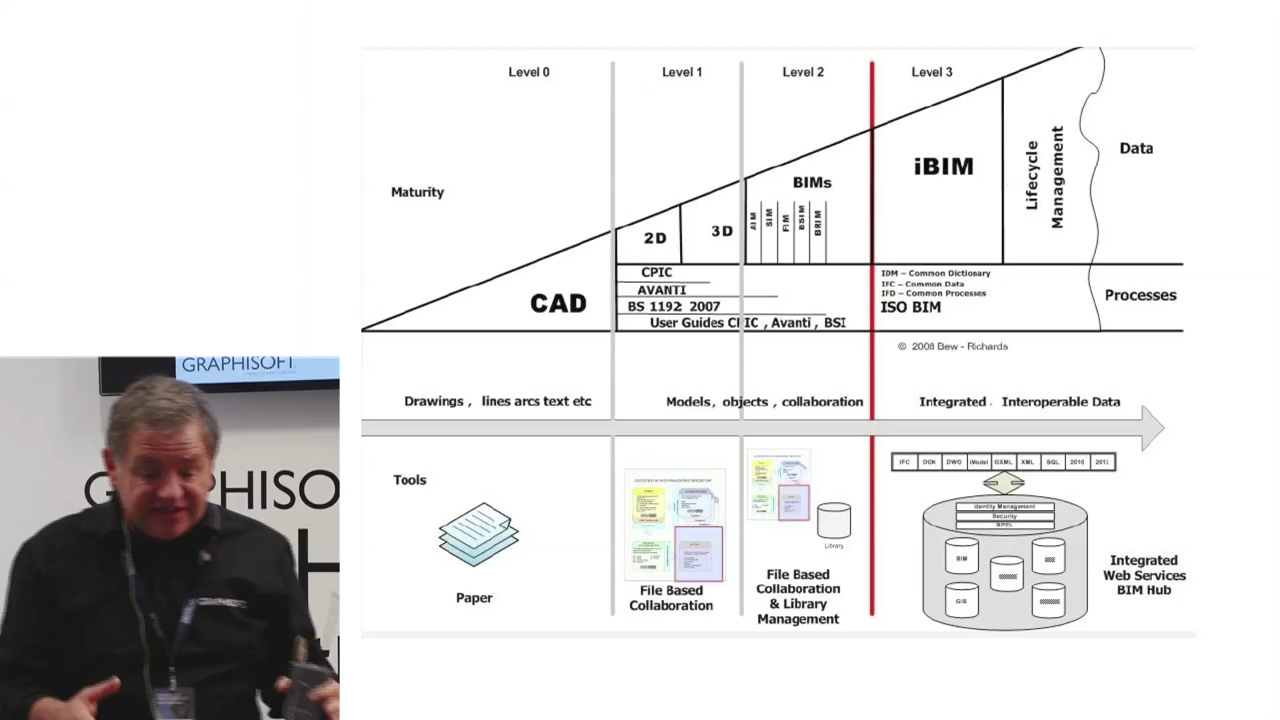 Level 0
Level 1
Level 2
Level 3
Maturity
CAD
2D
3D
BIMs
AIM
SIM
FIM
BSIM
BRIM
iBIM
Lifecycle
Management
Data
CPIC
AVANTI
BS 1192 2007
User Guides CPIC , Avanti , BSI
IDM – Common Dictionary
IFC – Common Data
IFD – Common Processes
ISO BIM
Processes
© 2008 Bew - Richards
Drawings , lines arcs text etc
Models, objects , collaboration
Integrated , Interoperable Data
Tools
Paper
File Based
Collaboration
Library
File Based
Collaboration
& Library
Management
IFC DGN DWG iModel GXML XML SQL 2010 2011
Identity Management
Security
BPEL
BIM
GIS
Integrated
Web Services
BIM Hub
GRAPHISOFT